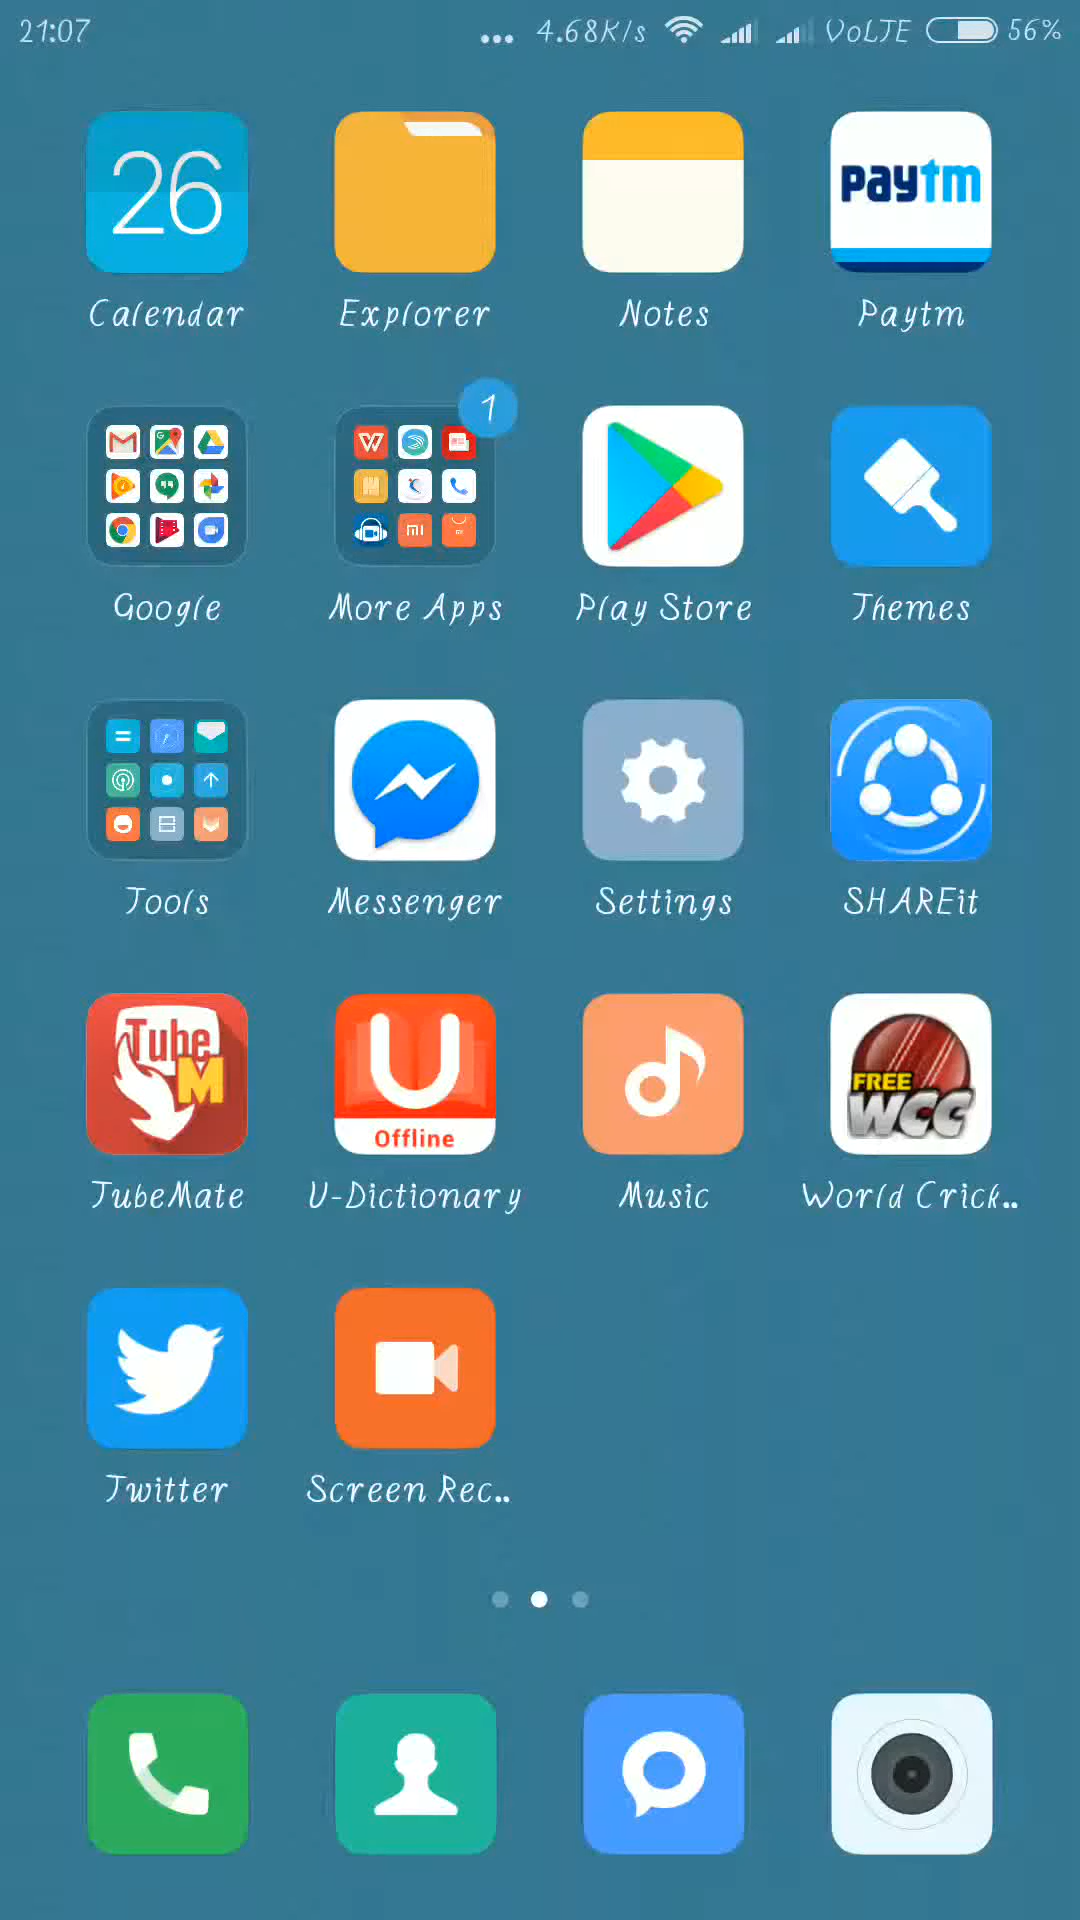 21:07 ... 4.68K/s VoLTE 56%
26
paytm
Calendar Explorer Notes Paytm
1
Google More Apps Play Store Themes
Tools Messenger Settings SHAREit
Tube
M
U
Offline
FREE
WCC
TubeMate U-Dictionary Music World Crick..
Twitter Screen Rec..